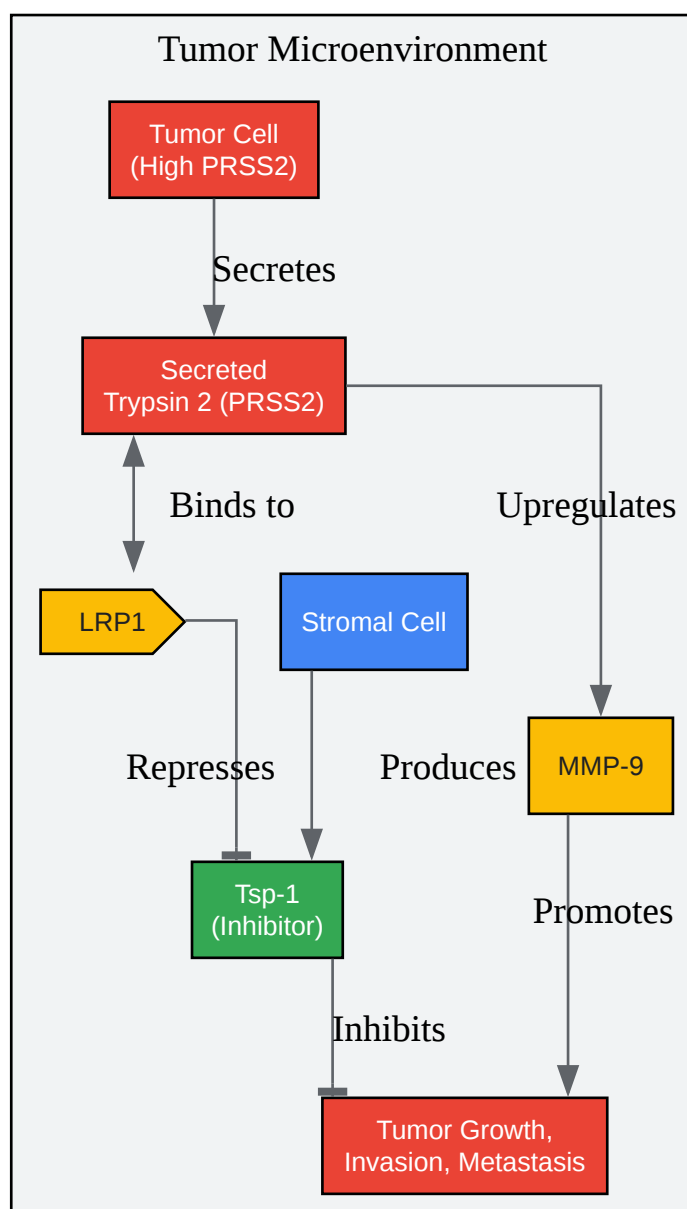 Tumor Microenvironment
Tumor Cell
(High PRSS2)
Secretes
Secreted
Trypsin 2 (PRSS2)
Binds to
Upregulates
LRP1
Stromal Cell
Represses
Produces
MMP-9
Tsp-1
(Inhibitor)
Promotes
Inhibits
Tumor Growth,
Invasion, Metastasis